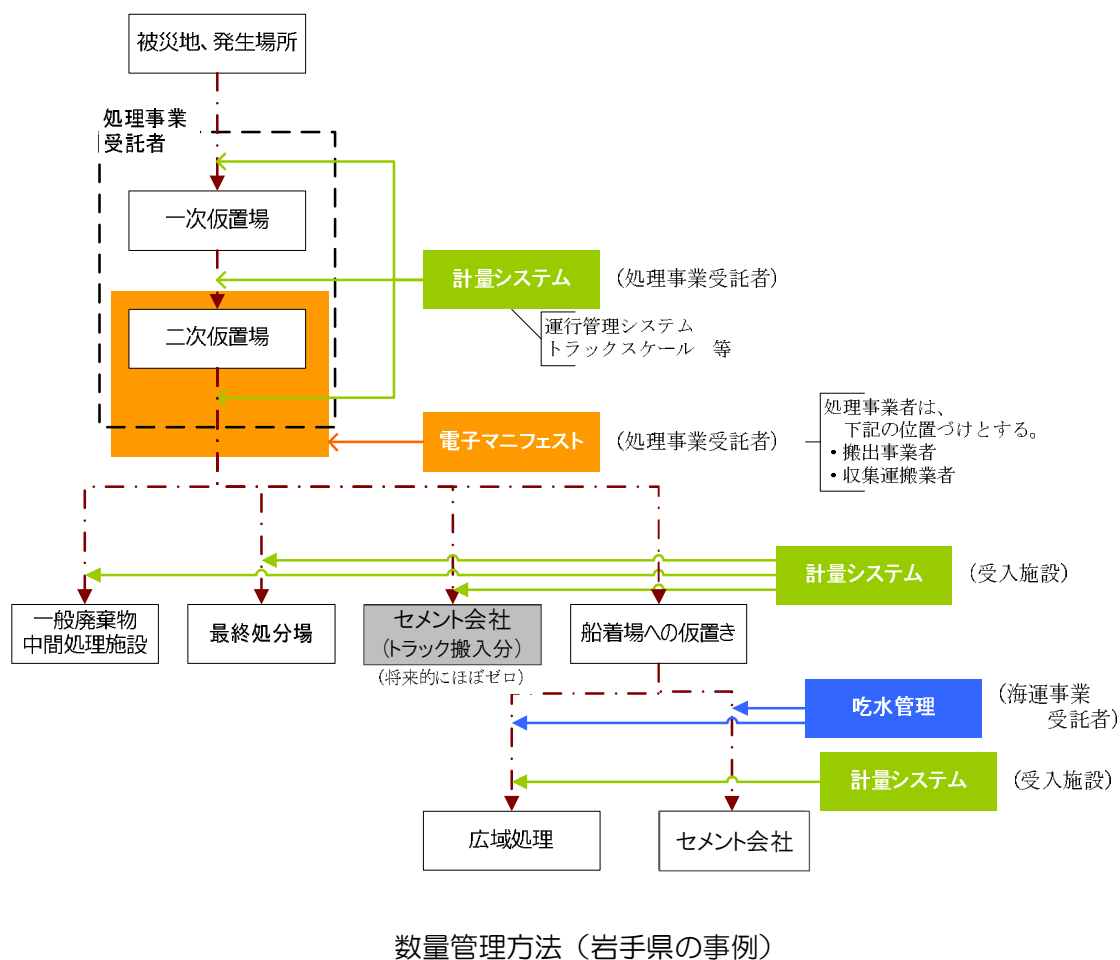 被災地、発生場所
処理事業
受託者
一次仮置場
計量システム
（処理事業受託者）
運行管理システム
トラックスケール　等
二次仮置場
電子マニフェスト
（処理事業受託者）
処理事業者は、
下記の位置づけとする。
・搬出事業者
・収集運搬業者
計量システム
（受入施設）
一般廃棄物
中間処理施設
最終処分場
セメント会社
（トラック搬入分）
（将来的にほぼゼロ）
船着場への仮置き
吃水管理
（海運事業
受託者）
計量システム
（受入施設）
広域処理
セメント会社
数量管理方法（岩手県の事例）